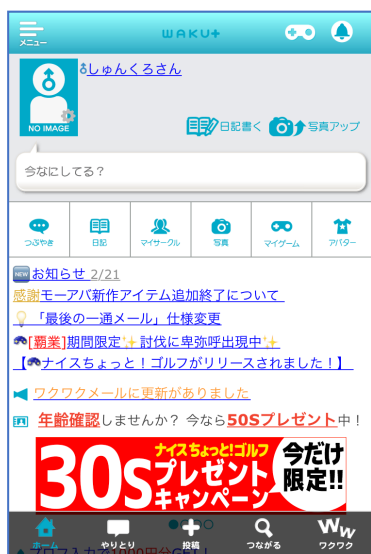 メニュー
WAKU+
しゅんくろさん
NO IMAGE
日記書く
写真アップ
今なにしてる？
つぶやき
日記
マイサークル
写真
マイゲーム
アバター
NEW お知らせ 2/21
感謝モーアバ新作アイテム追加終了について
「最後の一通メール」仕様変更
[覇業]期間限定✨討伐に卑弥呼出現中✨
【ナイスちょっと！ゴルフがリリースされました！】
ワクワクメールに更新がありました
年齢確認しませんか？ 今なら50Sプレゼント中！
ナイスちょっと!ゴルフ
30Sプレゼントキャンペーン
今だけ限定!!
ホーム
やりとり
投稿
つながる
ワクワク